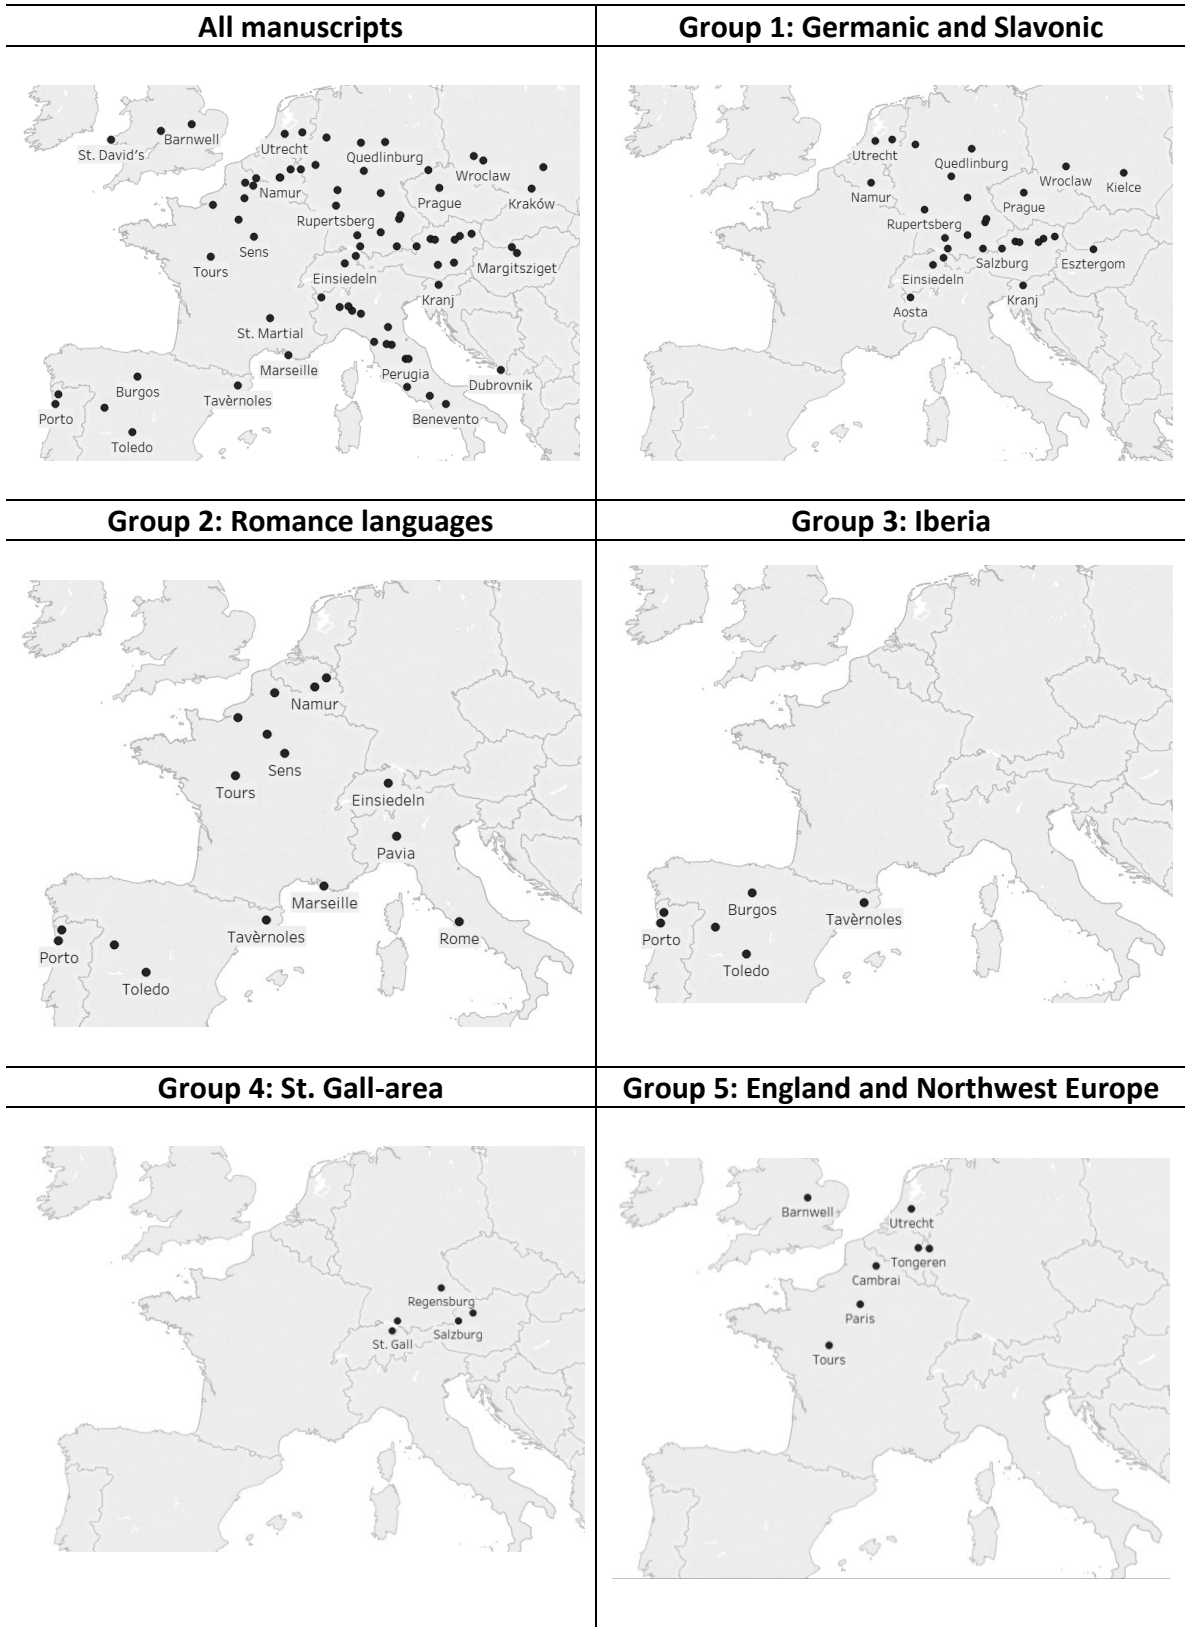 All manuscripts
Barnwell
St. David's
Utrecht
Quedlinburg
Wroclaw
Namur
Prague
Kraków
Rupertsberg
Sens
Tours
Einsiedeln
Margitsziget
Kranj
St. Martial
Marseille
Perugia
Dubrovnik
Burgos
Tavèrnoles
Porto
Benevento
Toledo
Group 1: Germanic and Slavonic
Utrecht
Quedlinburg
Wroclaw
Kielce
Namur
Prague
Rupertsberg
Salzburg
Esztergom
Einsiedeln
Kranj
Aosta
Group 2: Romance languages
Namur
Sens
Tours
Einsiedeln
Pavia
Marseille
Tavèrnoles
Rome
Porto
Toledo
Group 3: Iberia
Burgos
Tavèrnoles
Porto
Toledo
Group 4: St. Gall-area
Regensburg
Salzburg
St. Gall
Group 5: England and Northwest Europe
Barnwell
Utrecht
Tongeren
Cambrai
Paris
Tours